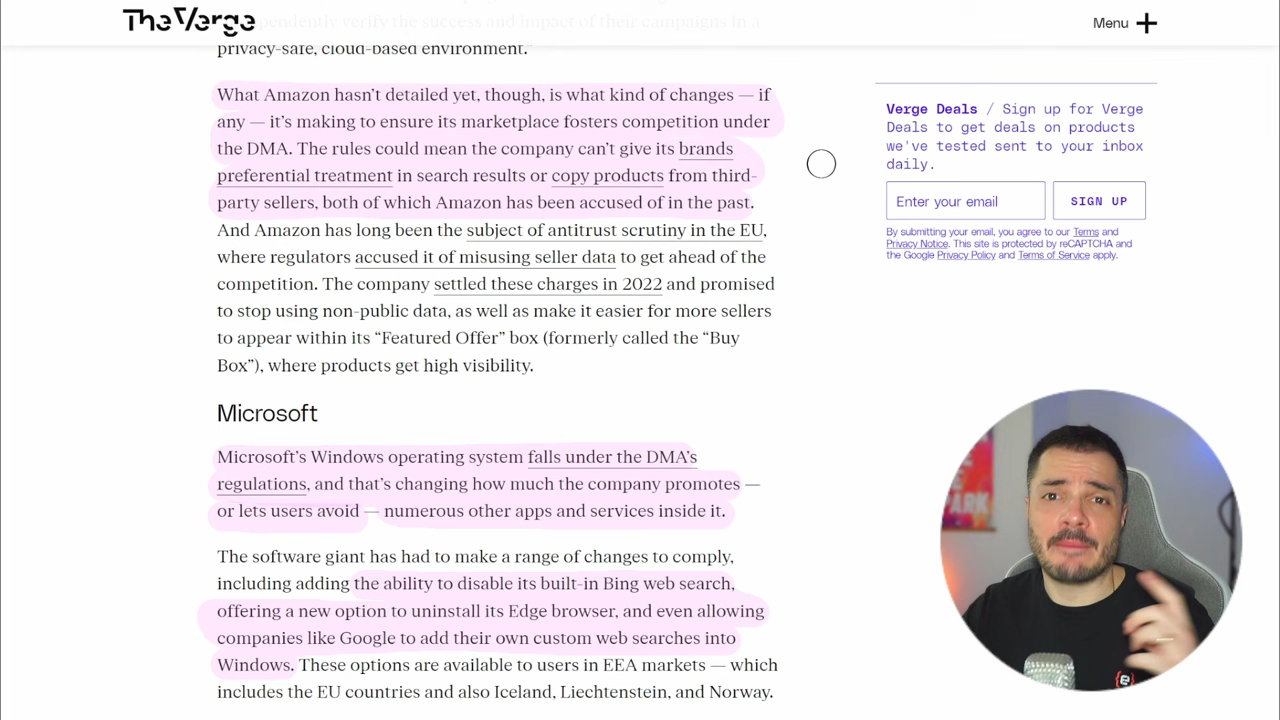 The Verge
Menu
independently verify the success and impact of their campaigns in a
privacy-safe, cloud-based environment.
What Amazon hasn't detailed yet, though, is what kind of changes — if
any — it's making to ensure its marketplace fosters competition under
the DMA. The rules could mean the company can't give its brands
preferential treatment in search results or copy products from third-
party sellers, both of which Amazon has been accused of in the past.
And Amazon has long been the subject of antitrust scrutiny in the EU,
where regulators accused it of misusing seller data to get ahead of the
competition. The company settled these charges in 2022 and promised
to stop using non-public data, as well as make it easier for more sellers
to appear within its “Featured Offer” box (formerly called the “Buy
Box”), where products get high visibility.
Microsoft
Microsoft's Windows operating system falls under the DMA's
regulations, and that's changing how much the company promotes —
or lets users avoid — numerous other apps and services inside it.
The software giant has had to make a range of changes to comply,
including adding the ability to disable its built-in Bing web search,
offering a new option to uninstall its Edge browser, and even allowing
companies like Google to add their own custom web searches into
Windows. These options are available to users in EEA markets — which
includes the EU countries and also Iceland, Liechtenstein, and Norway.
Verge Deals / Sign up for Verge
Deals to get deals on products
we've tested sent to your inbox
daily.
Enter your email
SIGN UP
By submitting your email, you agree to our Terms and
Privacy Notice. This site is protected by reCAPTCHA and
the Google Privacy Policy and Terms of Service apply.